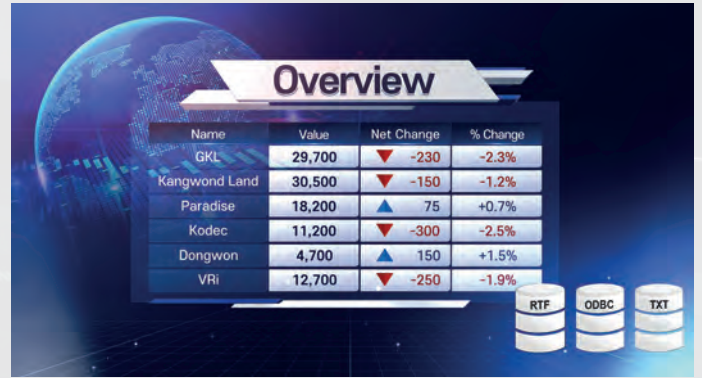 Overview
Name Value Net Change % Change
GKL 29,700 ▼ -230 -2.3%
Kangwond Land 30,500 ▼ -150 -1.2%
Paradise 18,200 ▲ 75 +0.7%
Kodec 11,200 ▼ -300 -2.5%
Dongwon 4,700 ▲ 150 +1.5%
VRi 12,700 ▼ -250 -1.9%
RTF ODBC TXT